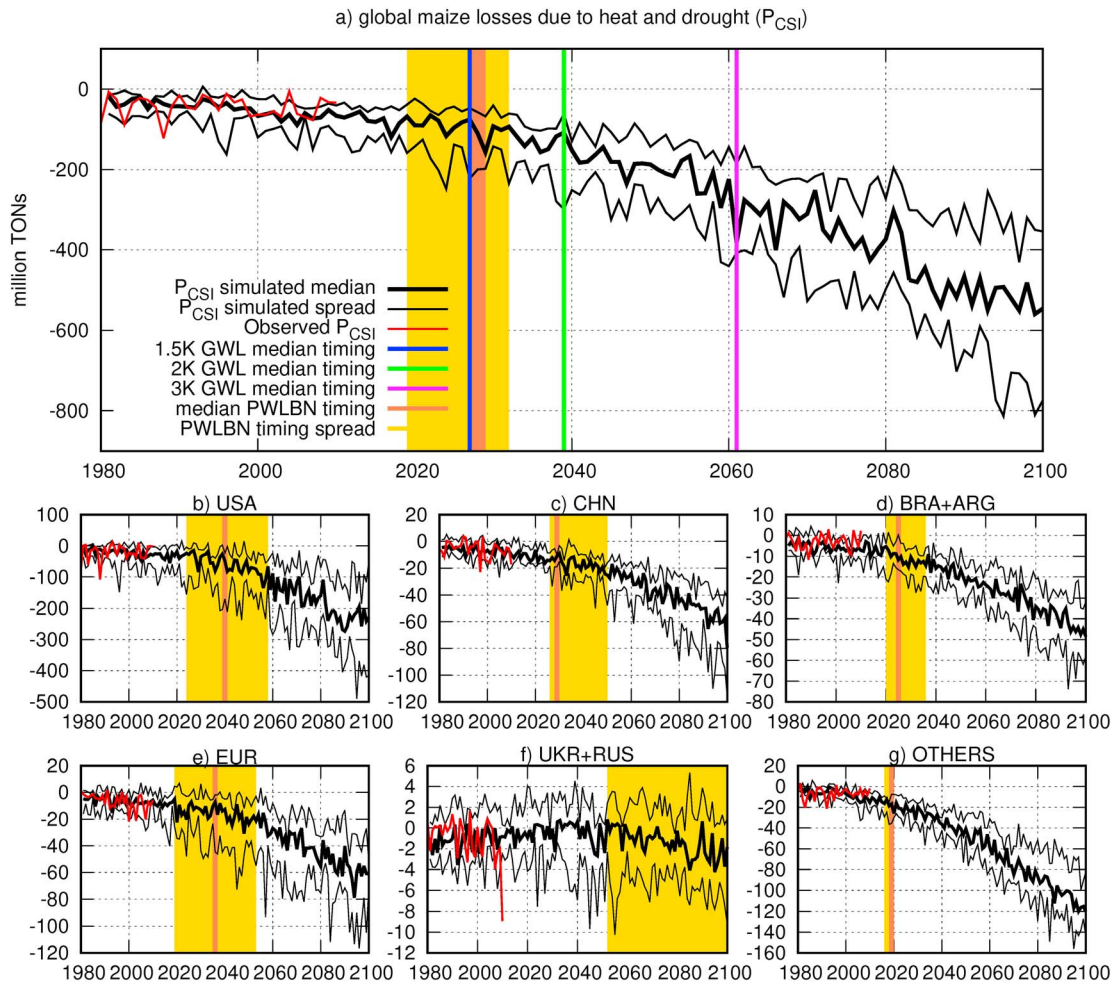 a) global maize losses due to heat and drought (PCSI)
million TONs
0
-200
-400
-600
-800
PCSI simulated median
PCSI simulated spread
Observed PCSI
1.5K GWL median timing
2K GWL median timing
3K GWL median timing
median PWLBN timing
PWLBN timing spread
1980 2000 2020 2040 2060 2080 2100
b) USA
100
0
-100
-200
-300
-400
-500
1980 2000 2020 2040 2060 2080 2100
c) CHN
20
0
-20
-40
-60
-80
-100
-120
1980 2000 2020 2040 2060 2080 2100
d) BRA+ARG
10
0
-10
-20
-30
-40
-50
-60
-70
-80
1980 2000 2020 2040 2060 2080 2100
e) EUR
20
0
-20
-40
-60
-80
-100
-120
1980 2000 2020 2040 2060 2080 2100
f) UKR+RUS
6
4
2
0
-2
-4
-6
-8
-10
-12
1980 2000 2020 2040 2060 2080 2100
g) OTHERS
20
0
-20
-40
-60
-80
-100
-120
-140
-160
1980 2000 2020 2040 2060 2080 2100